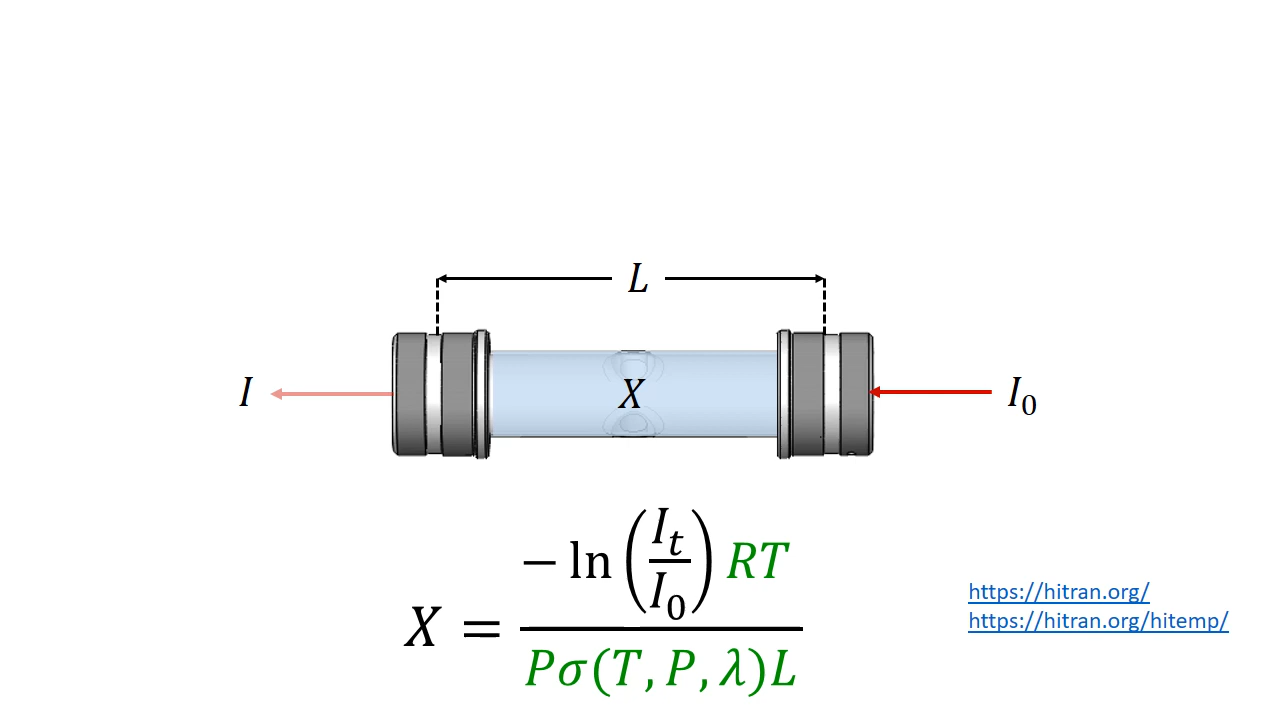 L
I X I₀
X = −ln(Iₜ/I₀) RT / Pσ(T, P, λ)L
https://hitran.org/
https://hitran.org/hitemp/